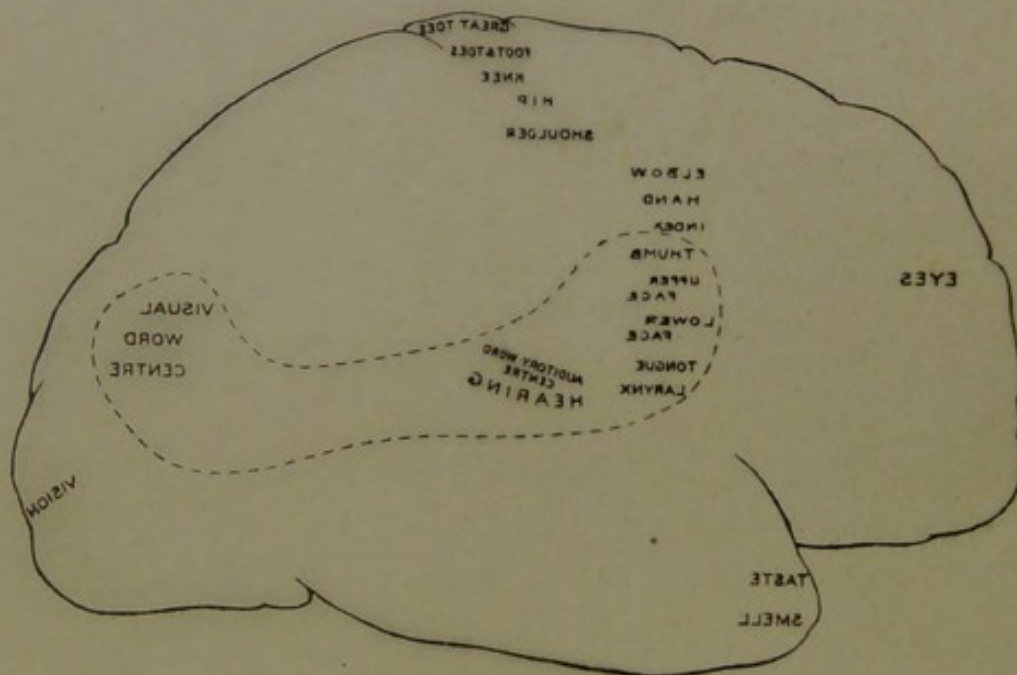 GREAT TOES
FOOT&TOES
KNEE
HIP
SHOULDER
ELBOW
HAND
INDEX
THUMB
UPPER
FACE
LOWER
FACE
TONGUE
LARYNX
EYES
VISUAL
WORD
CENTRE
AUDITORY WORD
CENTRE
HEARING
VISION
TASTE
SMELL